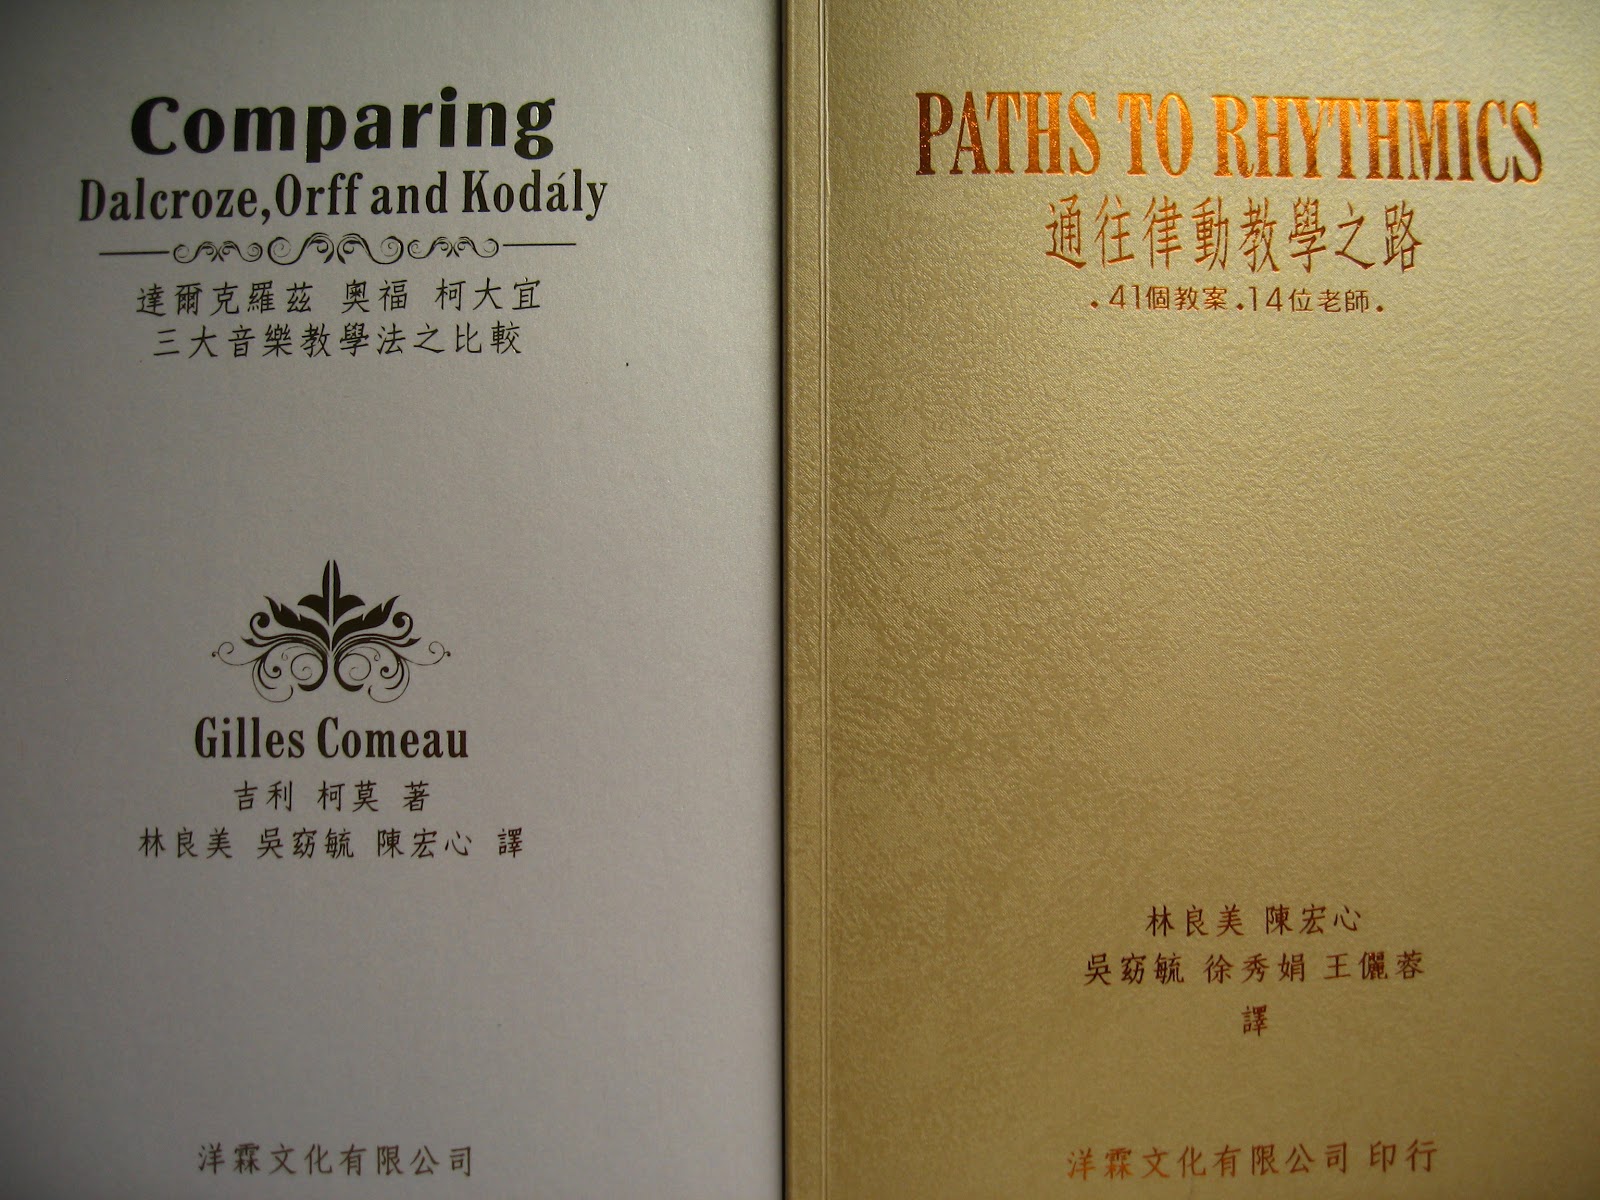 Comparing
Dalcroze,Orff and Kodály
達爾克羅茲 奧福 柯大宜
三大音樂教學法之比較
Gilles Comeau
吉利 柯莫 著
林良美 吳窈毓 陳宏心 譯
洋霖文化有限公司
PATHS TO RHYTHMICS
通往律動教學之路
.41個教案.14位老師.
林良美 陳宏心
吳窈毓 徐秀娟 王儷蓉
譯
洋霖文化有限公司 印行